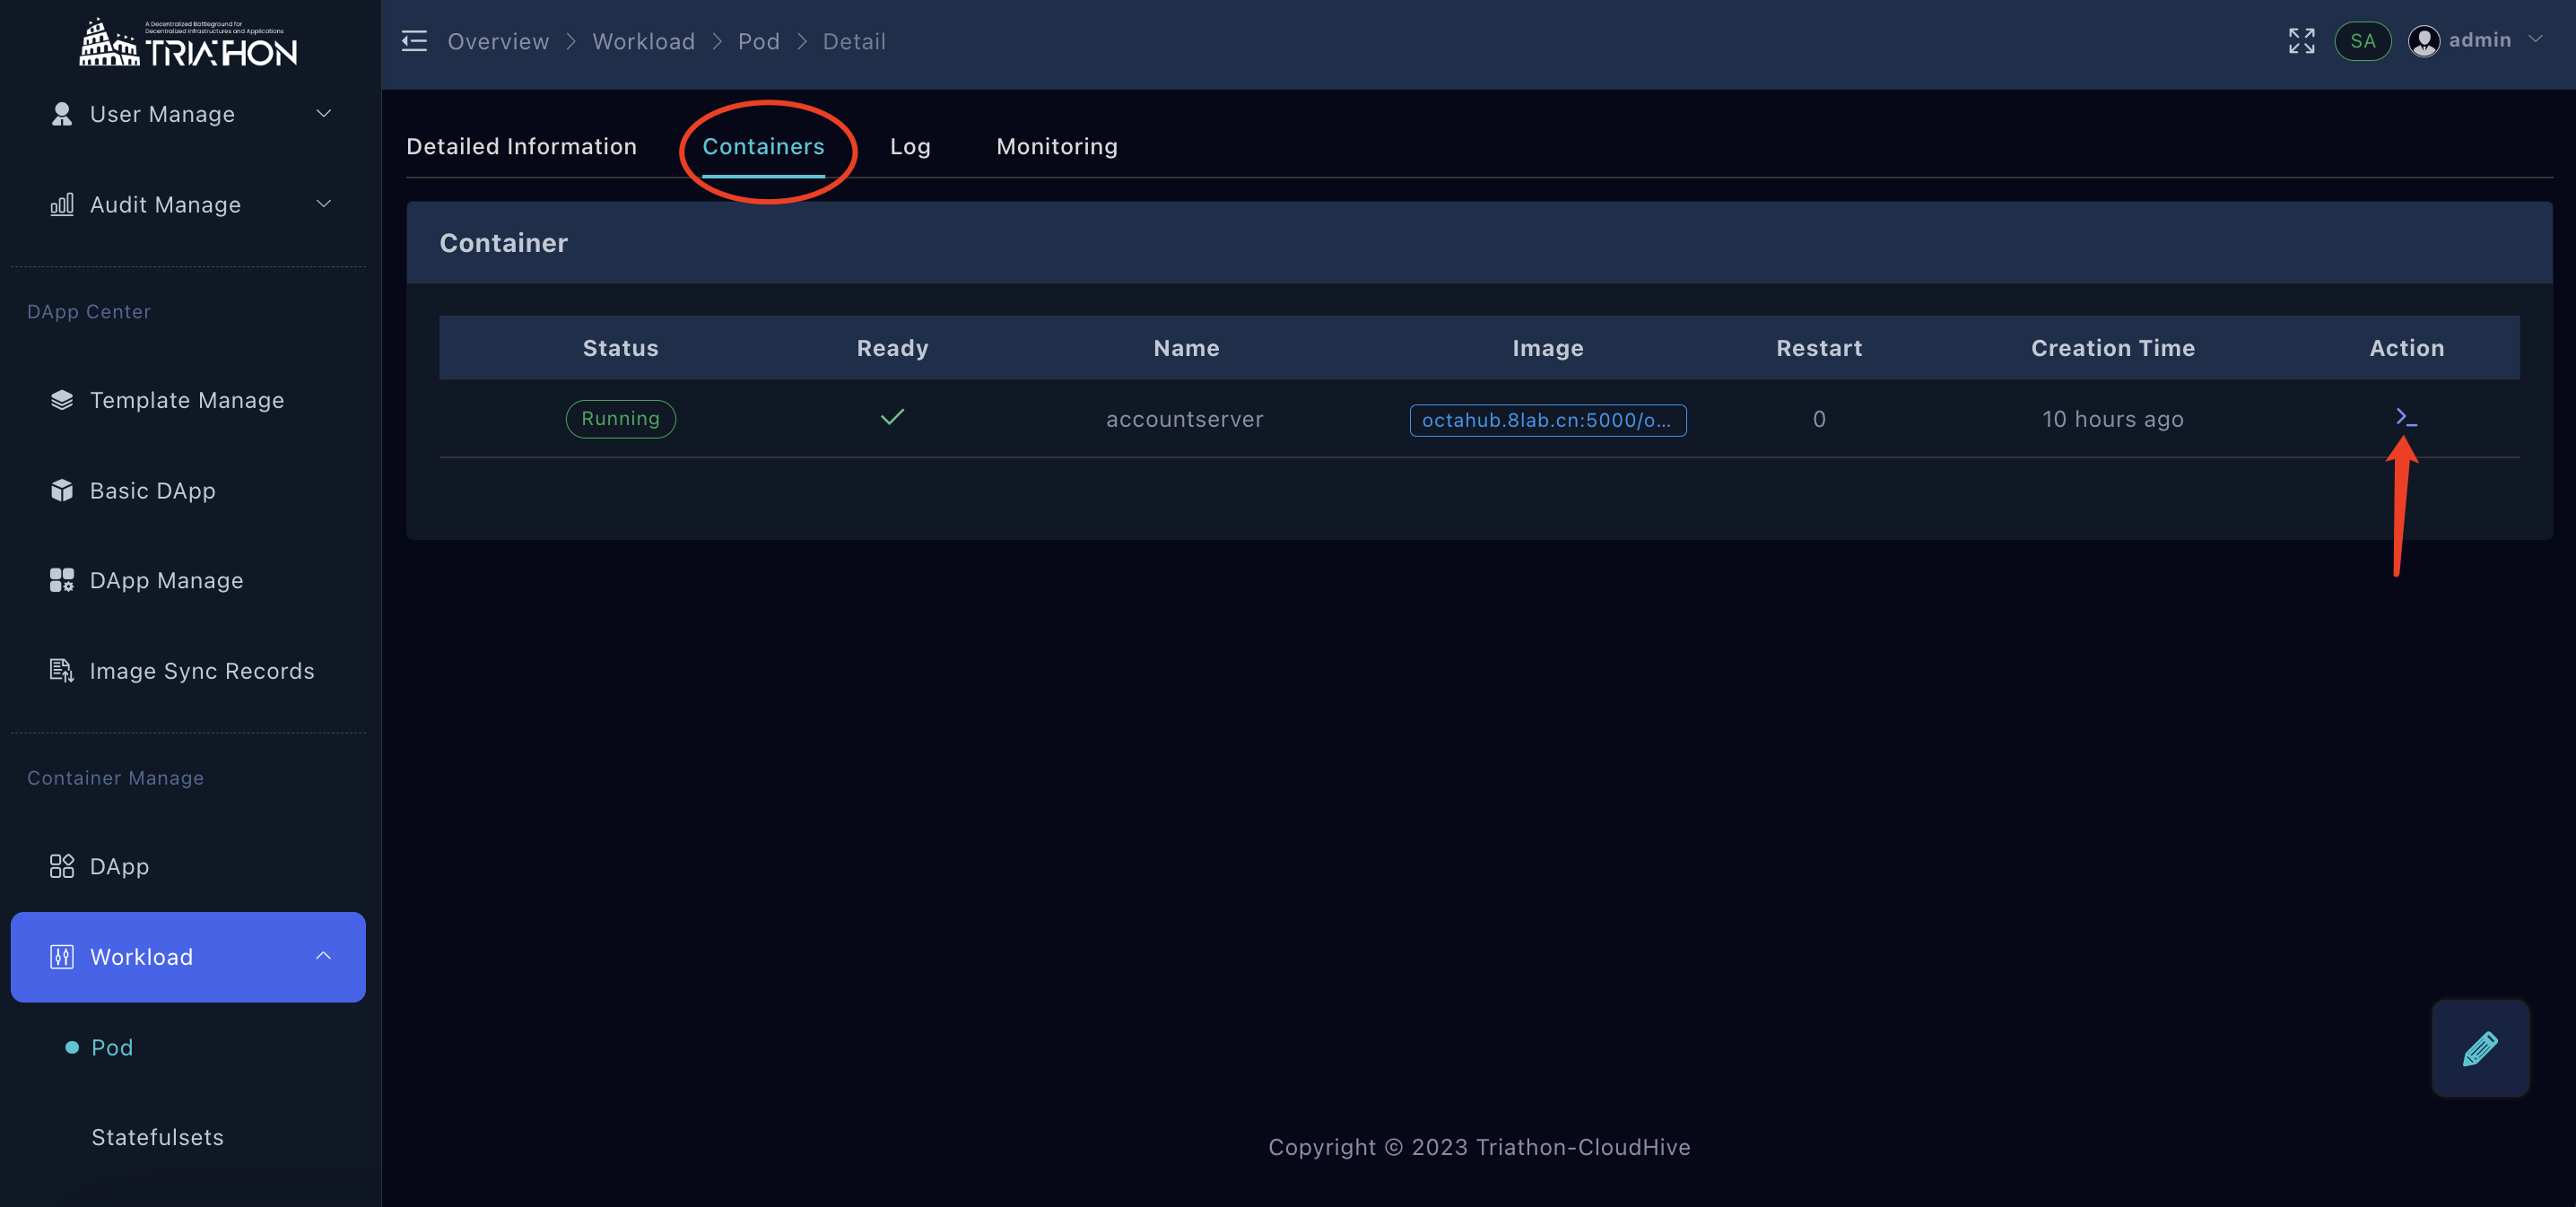 A Decentralized Battleground for
Decentralized Infrastructures and Applications
TRIATHON
User Manage
Audit Manage
DApp Center
Template Manage
Basic DApp
DApp Manage
Image Sync Records
Container Manage
DApp
Workload
Pod
Statefulsets
Overview > Workload > Pod > Detail
SA
admin
Detailed Information Containers Log Monitoring
Container
Status Ready Name Image Restart Creation Time Action
Running accountserver octahub.8lab.cn:5000/o... 0 10 hours ago >_
Copyright © 2023 Triathon-CloudHive